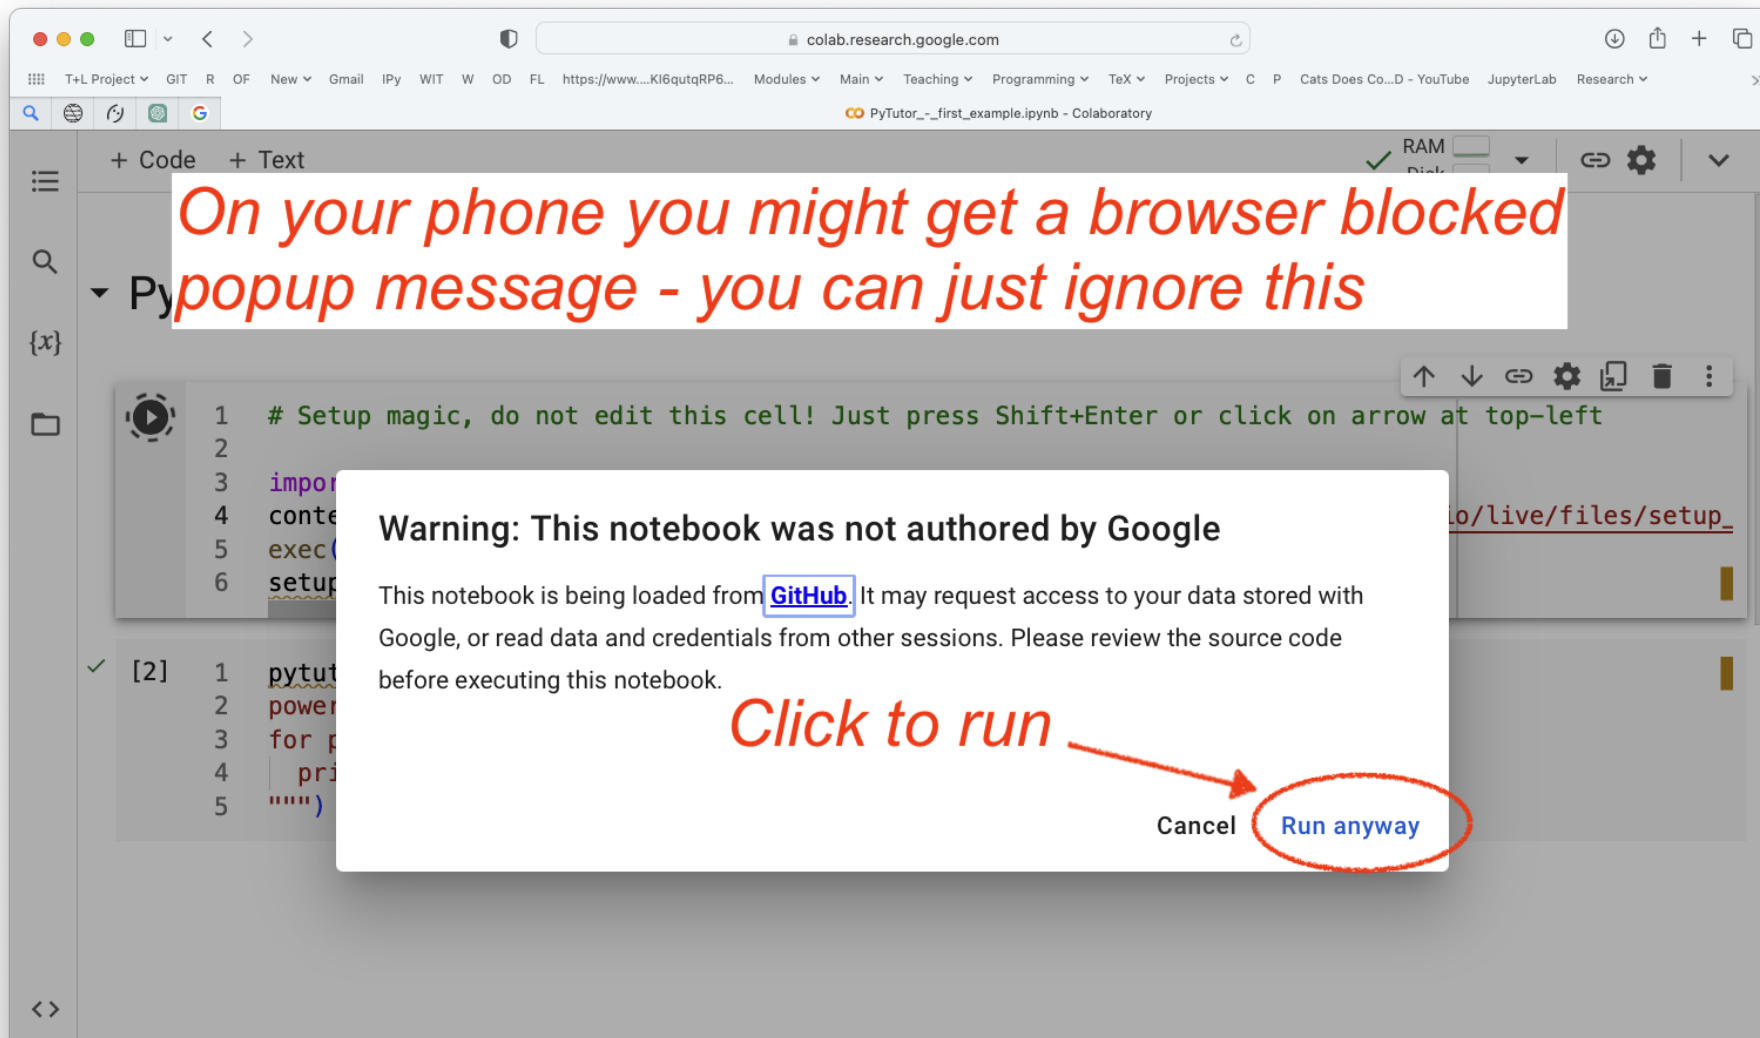 colab.research.google.com
T+L Project GIT R OF New Gmail IPy WIT W OD FL https://www....KI6qutqRP6... Modules Main Teaching Programming TeX Projects C P Cats Does Co...D - YouTube JupyterLab Research
PyTutor_-_first_example.ipynb - Colaboratory
+ Code + Text
RAM
Disk
On your phone you might get a browser blocked
popup message - you can just ignore this
Py
{x}
1 # Setup magic, do not edit this cell! Just press Shift+Enter or click on arrow at top-left
2
3 impor
4 conte io/live/files/setup_
5 exec(
6 setup
Warning: This notebook was not authored by Google
This notebook is being loaded from GitHub. It may request access to your data stored with
Google, or read data and credentials from other sessions. Please review the source code
before executing this notebook.
[2] 1 pytut
2 power
3 for p
4 pri
5 """)
Click to run
Cancel Run anyway